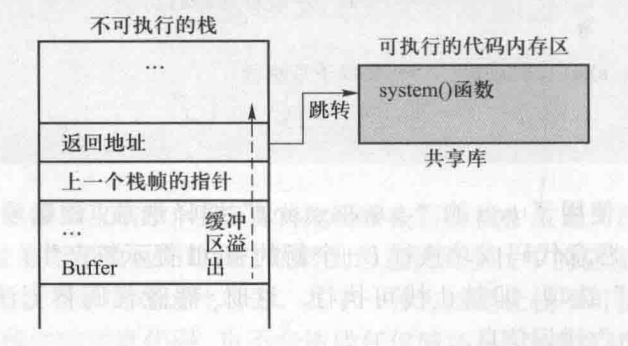 不可执行的栈
...
返回地址
上一个栈帧的指针
...
Buffer
缓冲
区溢
出
跳转
可执行的代码内存区
system()函数
共享库